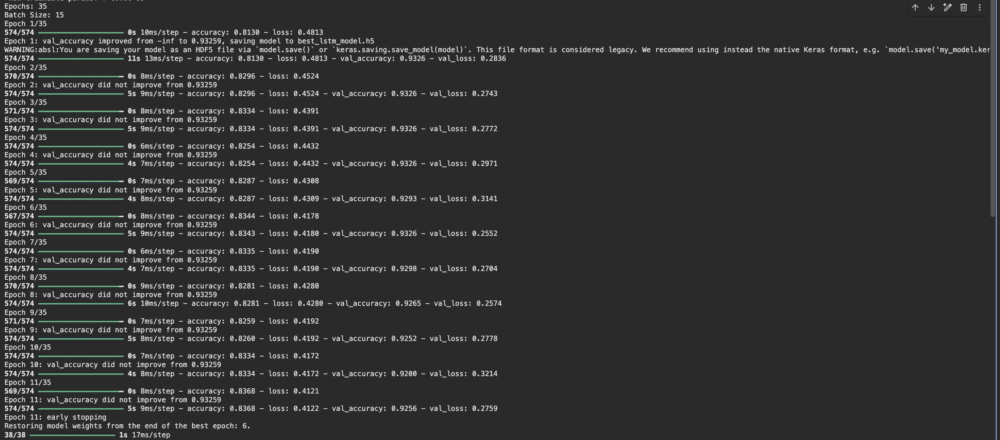 Epochs: 35
Batch Size: 15
Epoch 1/35
574/574 ━━━━━━━━━━━━━━━━━━━━ 0s 10ms/step - accuracy: 0.8130 - loss: 0.4813
Epoch 1: val_accuracy improved from -inf to 0.93259, saving model to best_lstm_model.h5
WARNING:absl:You are saving your model as an HDF5 file via `model.save()` or `keras.saving.save_model(model)`. This file format is considered legacy. We recommend using instead the native Keras format, e.g. `model.save('my_model.ker
574/574 ━━━━━━━━━━━━━━━━━━━━ 11s 13ms/step - accuracy: 0.8130 - loss: 0.4813 - val_accuracy: 0.9326 - val_loss: 0.2836
Epoch 2/35
570/574 ━━━━━━━━━━━━━━━━━━━━ 0s 8ms/step - accuracy: 0.8296 - loss: 0.4524
Epoch 2: val_accuracy did not improve from 0.93259
574/574 ━━━━━━━━━━━━━━━━━━━━ 5s 9ms/step - accuracy: 0.8296 - loss: 0.4524 - val_accuracy: 0.9326 - val_loss: 0.2743
Epoch 3/35
571/574 ━━━━━━━━━━━━━━━━━━━━ 0s 8ms/step - accuracy: 0.8334 - loss: 0.4391
Epoch 3: val_accuracy did not improve from 0.93259
574/574 ━━━━━━━━━━━━━━━━━━━━ 5s 9ms/step - accuracy: 0.8334 - loss: 0.4391 - val_accuracy: 0.9326 - val_loss: 0.2772
Epoch 4/35
574/574 ━━━━━━━━━━━━━━━━━━━━ 0s 6ms/step - accuracy: 0.8254 - loss: 0.4432
Epoch 4: val_accuracy did not improve from 0.93259
574/574 ━━━━━━━━━━━━━━━━━━━━ 4s 7ms/step - accuracy: 0.8254 - loss: 0.4432 - val_accuracy: 0.9326 - val_loss: 0.2971
Epoch 5/35
569/574 ━━━━━━━━━━━━━━━━━━━━ 0s 7ms/step - accuracy: 0.8287 - loss: 0.4308
Epoch 5: val_accuracy did not improve from 0.93259
574/574 ━━━━━━━━━━━━━━━━━━━━ 4s 8ms/step - accuracy: 0.8287 - loss: 0.4309 - val_accuracy: 0.9293 - val_loss: 0.3141
Epoch 6/35
567/574 ━━━━━━━━━━━━━━━━━━━━ 0s 8ms/step - accuracy: 0.8344 - loss: 0.4178
Epoch 6: val_accuracy did not improve from 0.93259
574/574 ━━━━━━━━━━━━━━━━━━━━ 5s 9ms/step - accuracy: 0.8343 - loss: 0.4180 - val_accuracy: 0.9326 - val_loss: 0.2552
Epoch 7/35
574/574 ━━━━━━━━━━━━━━━━━━━━ 0s 6ms/step - accuracy: 0.8335 - loss: 0.4190
Epoch 7: val_accuracy did not improve from 0.93259
574/574 ━━━━━━━━━━━━━━━━━━━━ 4s 7ms/step - accuracy: 0.8335 - loss: 0.4190 - val_accuracy: 0.9298 - val_loss: 0.2704
Epoch 8/35
570/574 ━━━━━━━━━━━━━━━━━━━━ 0s 9ms/step - accuracy: 0.8281 - loss: 0.4280
Epoch 8: val_accuracy did not improve from 0.93259
574/574 ━━━━━━━━━━━━━━━━━━━━ 6s 10ms/step - accuracy: 0.8281 - loss: 0.4280 - val_accuracy: 0.9265 - val_loss: 0.2574
Epoch 9/35
571/574 ━━━━━━━━━━━━━━━━━━━━ 0s 7ms/step - accuracy: 0.8259 - loss: 0.4192
Epoch 9: val_accuracy did not improve from 0.93259
574/574 ━━━━━━━━━━━━━━━━━━━━ 5s 8ms/step - accuracy: 0.8260 - loss: 0.4192 - val_accuracy: 0.9252 - val_loss: 0.2778
Epoch 10/35
574/574 ━━━━━━━━━━━━━━━━━━━━ 0s 7ms/step - accuracy: 0.8334 - loss: 0.4172
Epoch 10: val_accuracy did not improve from 0.93259
574/574 ━━━━━━━━━━━━━━━━━━━━ 4s 8ms/step - accuracy: 0.8334 - loss: 0.4172 - val_accuracy: 0.9200 - val_loss: 0.3214
Epoch 11/35
569/574 ━━━━━━━━━━━━━━━━━━━━ 0s 8ms/step - accuracy: 0.8368 - loss: 0.4121
Epoch 11: val_accuracy did not improve from 0.93259
574/574 ━━━━━━━━━━━━━━━━━━━━ 5s 9ms/step - accuracy: 0.8368 - loss: 0.4122 - val_accuracy: 0.9256 - val_loss: 0.2759
Epoch 11: early stopping
Restoring model weights from the end of the best epoch: 6.
38/38 ━━━━━━━━━━━━━━━━━━━━ 1s 17ms/step